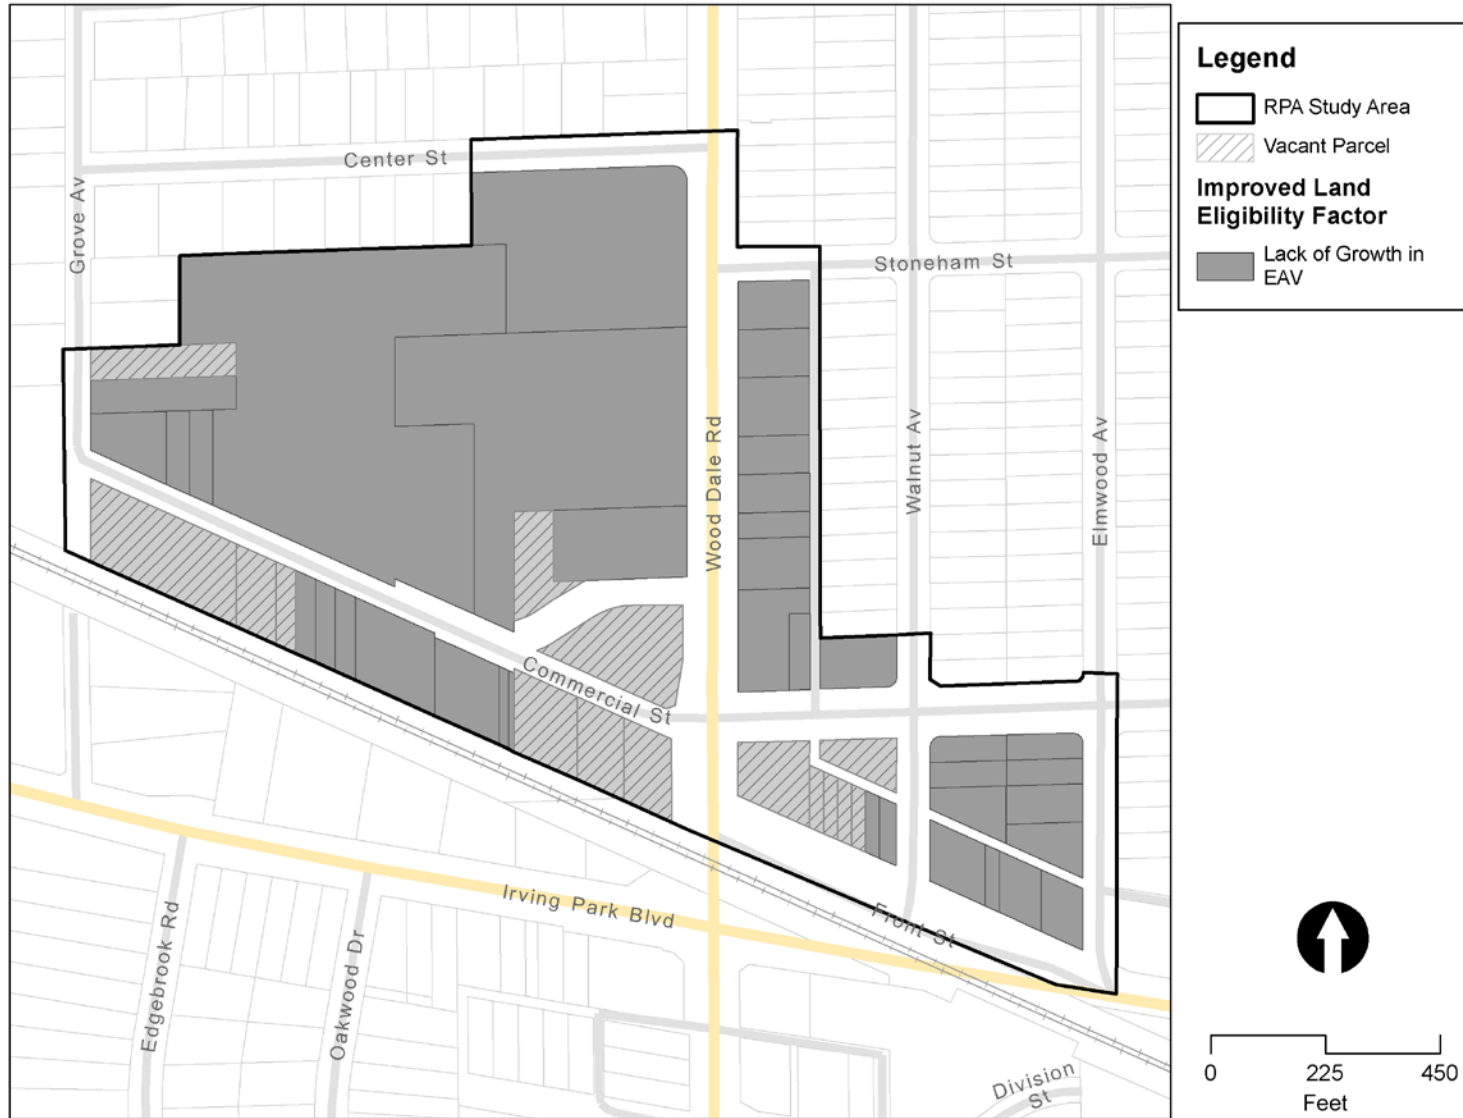 Center St
Grove Av
Stoneham St
Wood Dale Rd
Walnut Av
Elmwood Av
Commercial St
Irving Park Blvd
Front St
Edgebrook Rd
Oakwood Dr
Division
St
Legend
RPA Study Area
Vacant Parcel
Improved Land
Eligibility Factor
Lack of Growth in
EAV
0 225 450
Feet